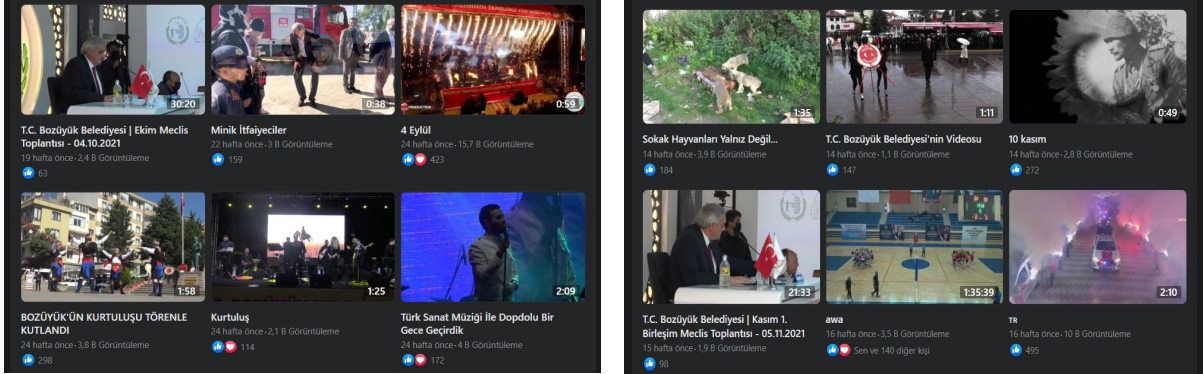 30:20
0:38
0:59
T.C. Bozüyük Belediyesi | Ekim Meclis
Toplantısı - 04.10.2021
19 hafta önce · 2,4 B Görüntüleme
63
Minik İtfaiyeciler
22 hafta önce · 3 B Görüntüleme
159
4 Eylül
24 hafta önce · 15,7 B Görüntüleme
423
1:58
1:25
2:09
BOZÜYÜK'ÜN KURTULUŞU TÖRENLE
KUTLANDI
24 hafta önce · 3,8 B Görüntüleme
298
Kurtuluş
24 hafta önce · 2,1 B Görüntüleme
114
Türk Sanat Müziği İle Dopdolu Bir
Gece Geçirdik
24 hafta önce · 4 B Görüntüleme
172
1:35
1:11
0:49
Sokak Hayvanları Yalnız Değil...
14 hafta önce · 3,9 B Görüntüleme
184
T.C. Bozüyük Belediyesi'nin Videosu
14 hafta önce · 1,1 B Görüntüleme
147
10 kasım
14 hafta önce · 2,8 B Görüntüleme
272
21:33
1:35:39
2:10
T.C. Bozüyük Belediyesi | Kasım 1.
Birleşim Meclis Toplantısı - 05.11.2021
15 hafta önce · 1,9 B Görüntüleme
98
awa
16 hafta önce · 3,5 B Görüntüleme
Sen ve 140 diğer kişi
TR
16 hafta önce · 10 B Görüntüleme
495